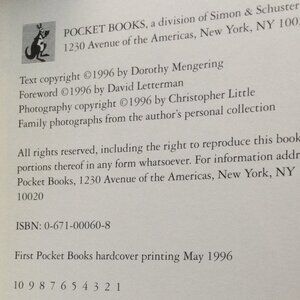 POCKET BOOKS, a division of Simon & Schuster
1230 Avenue of the Americas, New York, NY
Text copyright ©1996 by Dorothy Mengering
Foreword ©1996 by David Letterman
Photography copyright ©1996 by Christopher Little
Family photographs from the author's personal collection
All rights reserved, including the right to reproduce this book
portions thereof in any form whatsoever. For information
Pocket Books, 1230 Avenue of the Americas, New York, NY
10020
ISBN: 0-671-00060-8
First Pocket Books hardcover printing May 1996
10 9 8 7 6 5 4 3 2 1